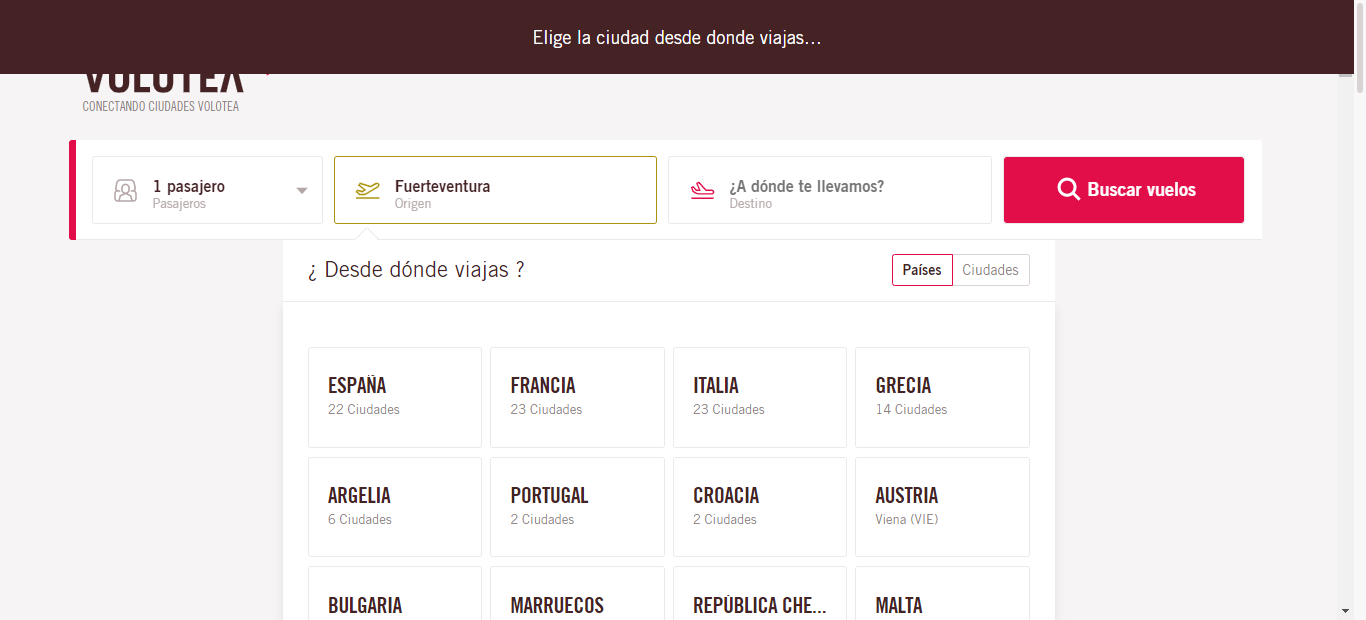 Elige la ciudad desde donde viajas...
VOLOTEA
CONECTANDO CIUDADES VOLOTEA
1 pasajero
Pasajeros
Fuerteventura
Origen
¿A dónde te llevamos?
Destino
Buscar vuelos
¿ Desde dónde viajas ?
Países
Ciudades
ESPAÑA
22 Ciudades
FRANCIA
23 Ciudades
ITALIA
23 Ciudades
GRECIA
14 Ciudades
ARGELIA
6 Ciudades
PORTUGAL
2 Ciudades
CROACIA
2 Ciudades
AUSTRIA
Viena (VIE)
BULGARIA
MARRUECOS
REPÚBLICA CHE...
MALTA